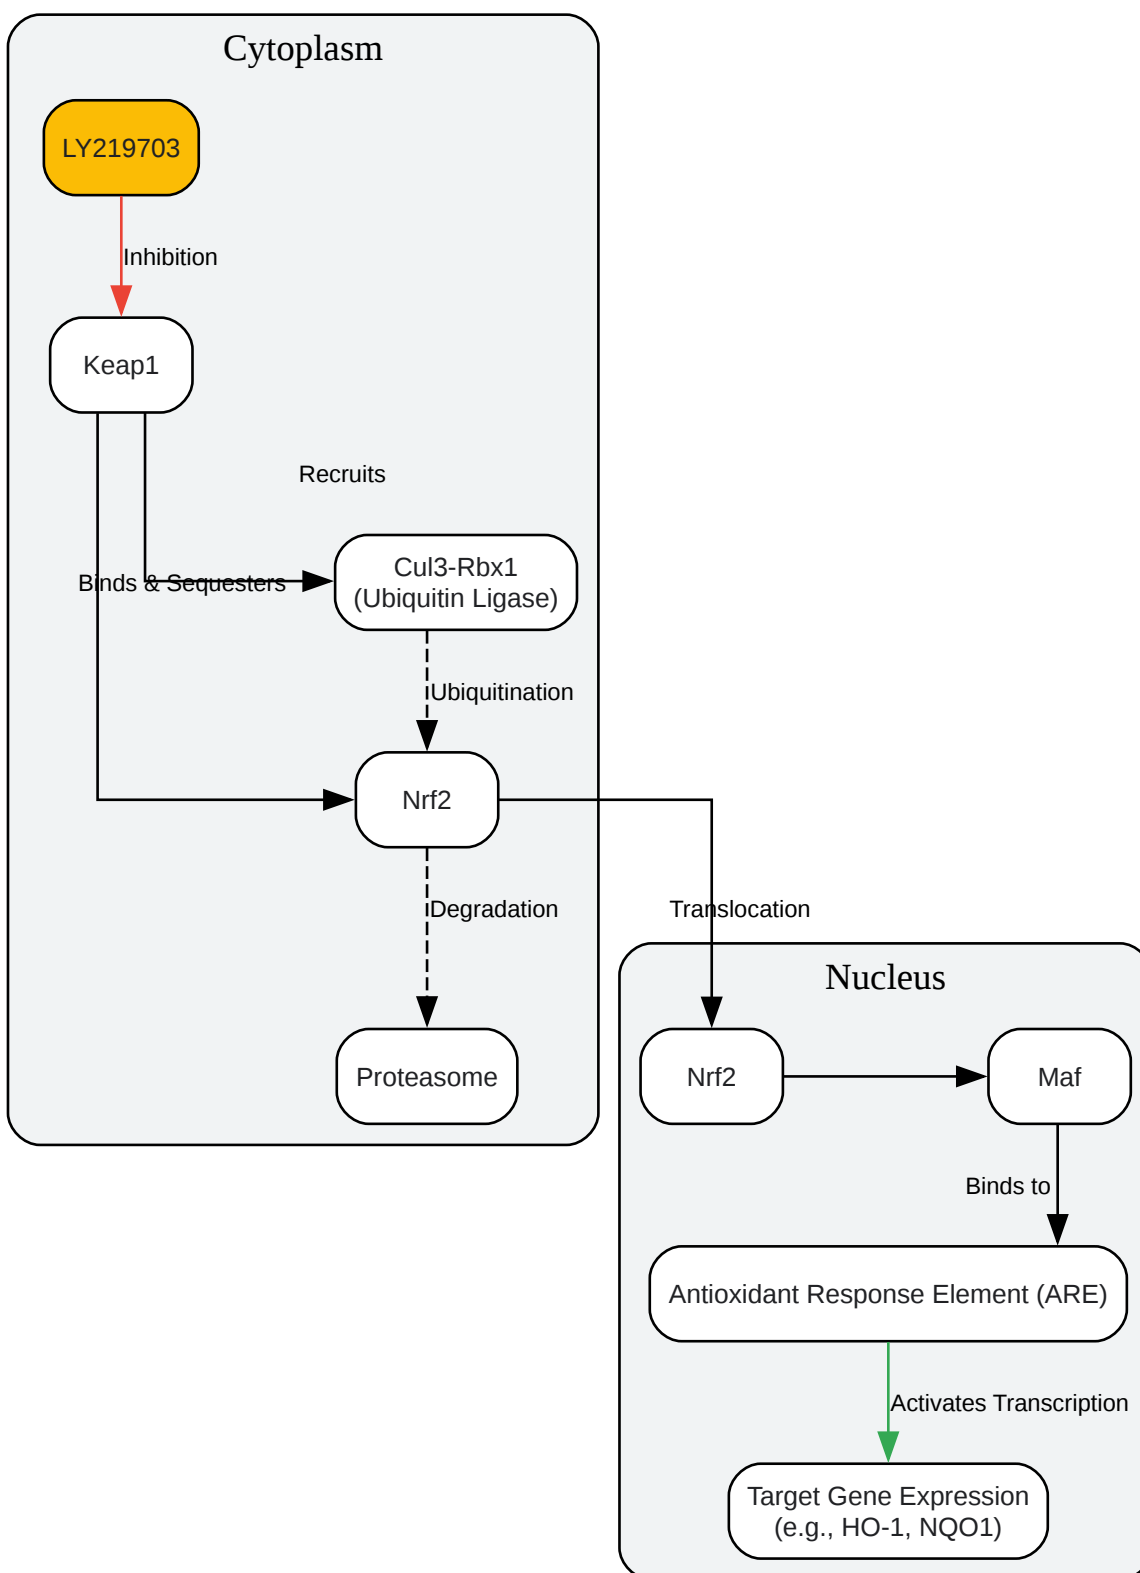 Cytoplasm
LY219703
Inhibition
Keap1
Recruits
Binds & Sequesters
Cul3-Rbx1
(Ubiquitin Ligase)
Ubiquitination
Nrf2
Degradation
Translocation
Proteasome
Nucleus
Nrf2
Maf
Binds to
Antioxidant Response Element (ARE)
Activates Transcription
Target Gene Expression
(e.g., HO-1, NQO1)